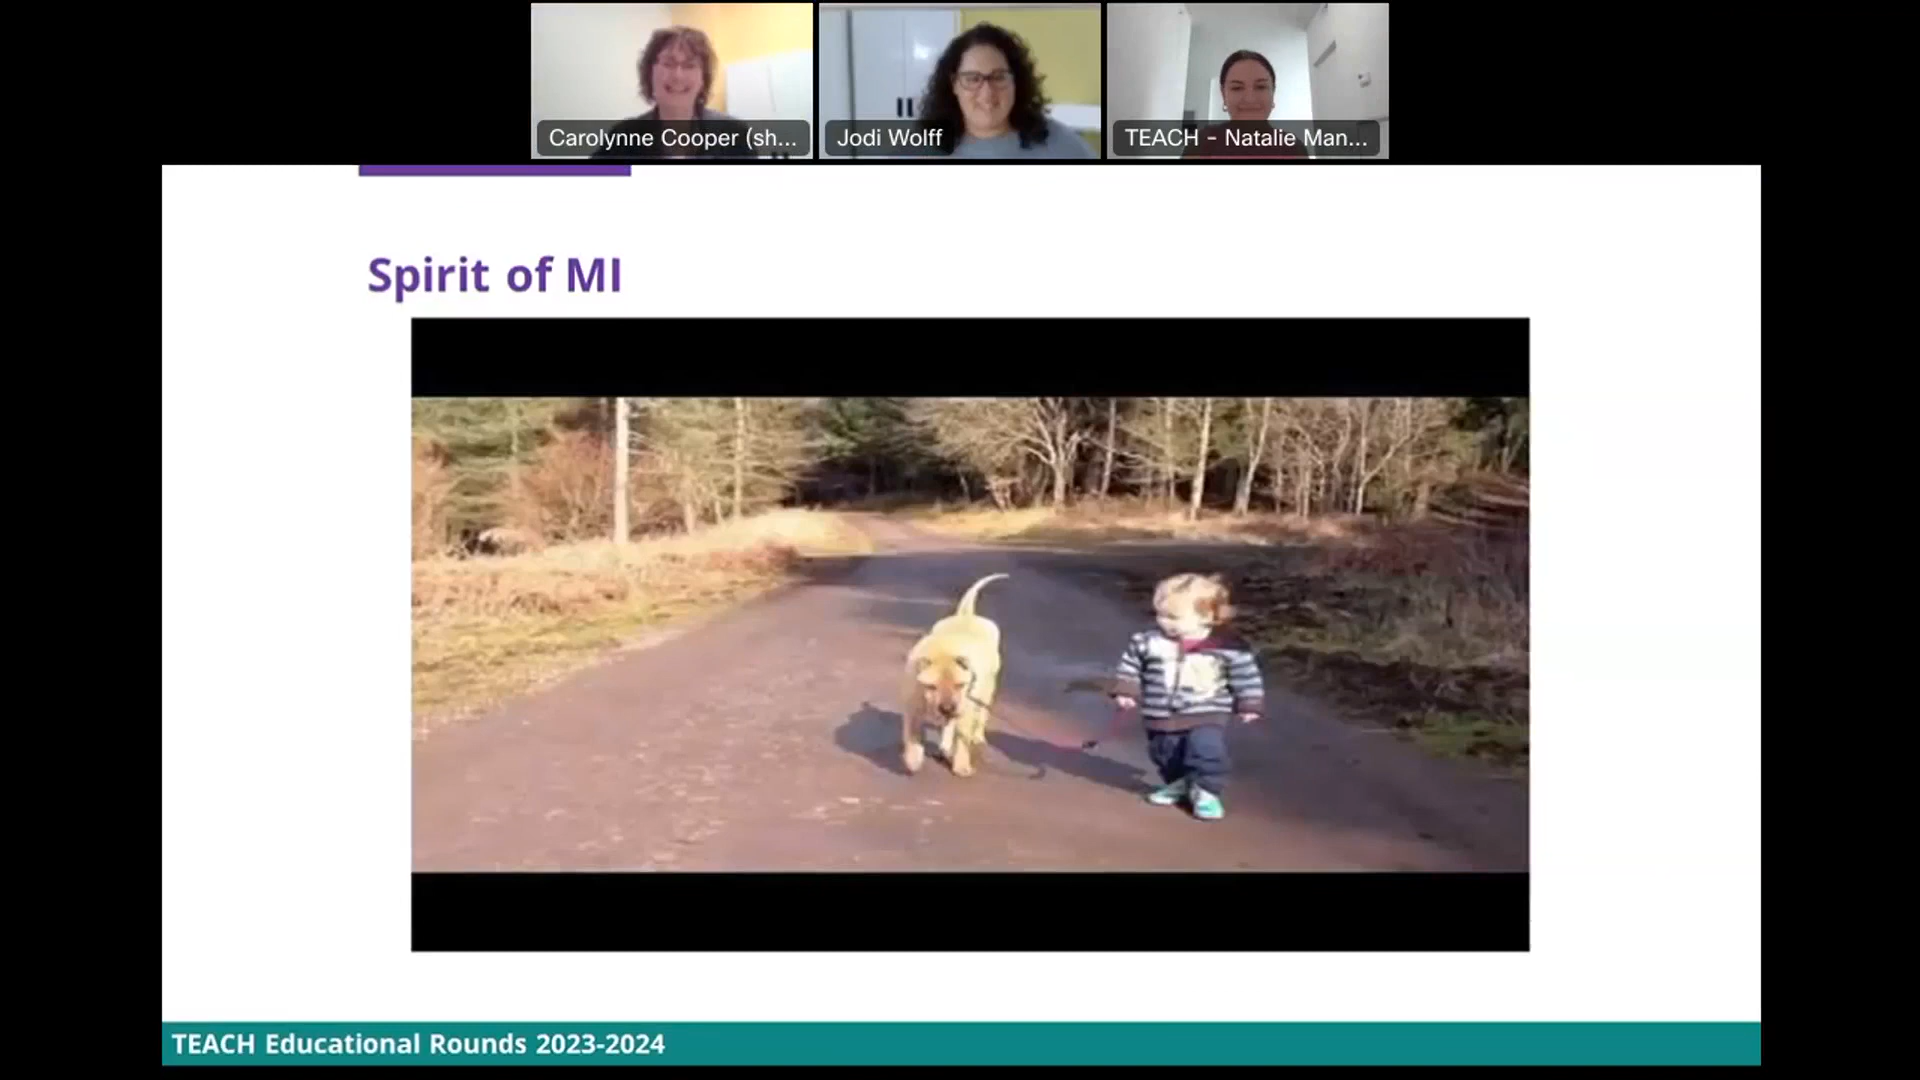 Carolynne Cooper (sh...
Jodi Wolff
TEACH - Natalie Man...
Spirit of MI
TEACH Educational Rounds 2023-2024